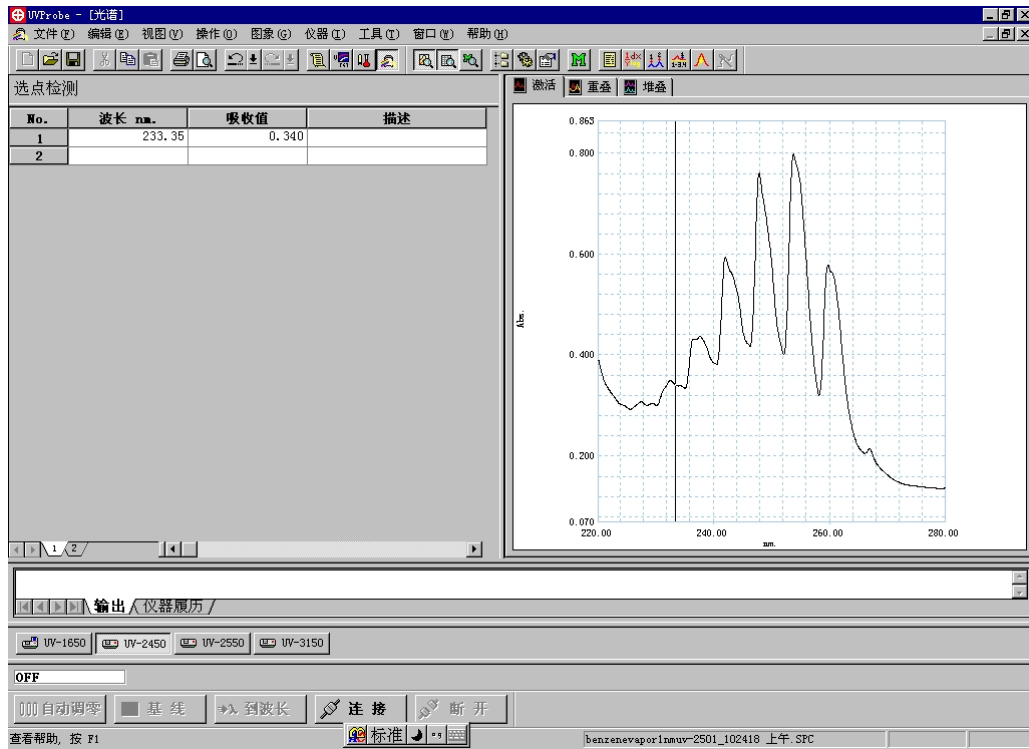 UVProbe - [光谱]
文件(F) 编辑(E) 视图(V) 操作(O) 图象(G) 仪器(I) 工具(T) 窗口(W) 帮助(H)
选点检测
激活 重叠 堆叠
No. 波长 nm. 吸收值 描述
1 233.35 0.340
2
0.863
0.800
0.600
Abs.
0.400
0.200
0.070
220.00 240.00 260.00 280.00
nm.
1 2
输出 仪器履历
UV-1650 UV-2450 UV-2550 UV-3150
OFF
自动调零 基 线 到波长 连 接 断 开
查看帮助, 按 F1 标准 benzenevapor1nmuv-2501_102418 上午.SPC